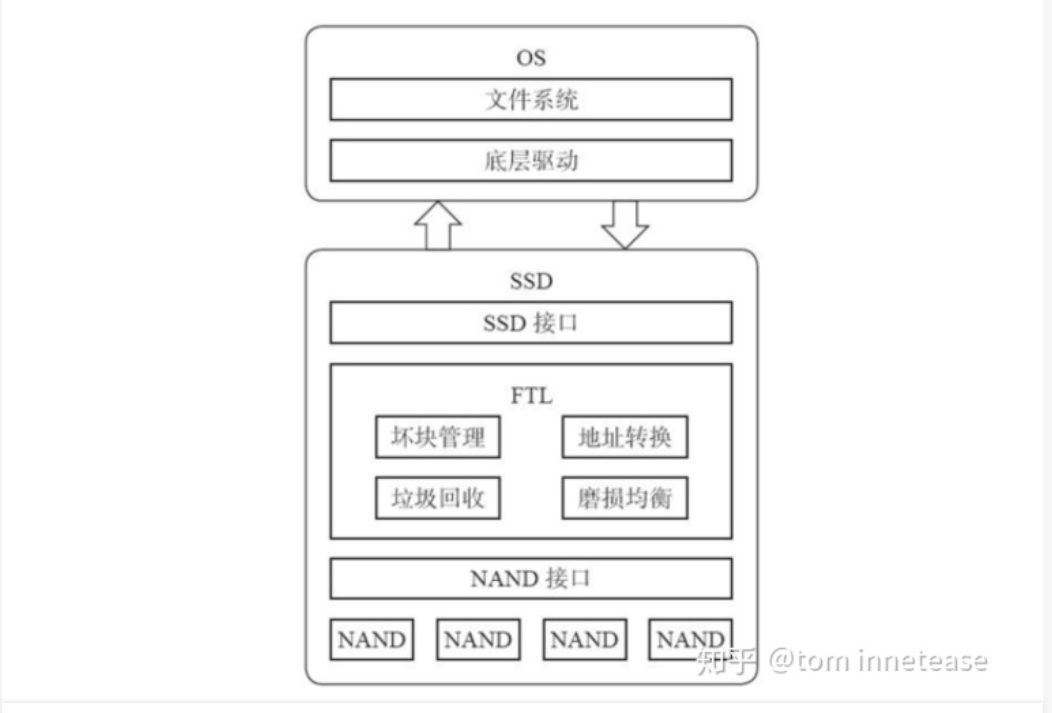 OS
文件系统
底层驱动
SSD
SSD 接口
FTL
坏块管理 地址转换
垃圾回收 磨损均衡
NAND 接口
NAND NAND NAND NAND
知乎 @tom innetease